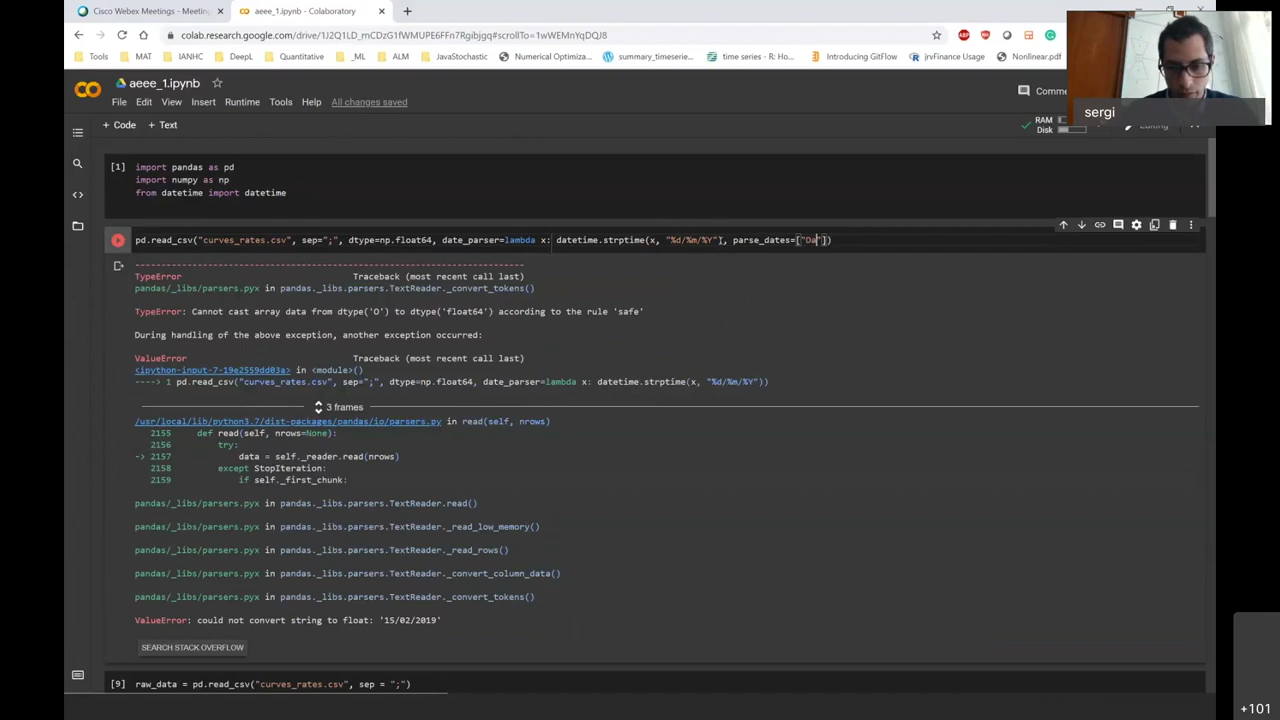 Cisco Webex Meetings - Meeting
aeee_1.ipynb - Colaboratory
colab.research.google.com/drive/1J2Q1LD_mCDzG1fWMUPE6FFn7Rgibjgq#scrollTo=1wWEMnYqDQJ8
Tools MAT IANHR DeepL Quantitative _ML ALM JavaStochastic Numerical Optimizati... summary_timeserie... time series - R: Ho... Introducing GitFlow jrvFinance Usage Nonlinear.pdf
aeee_1.ipynb
File Edit View Insert Runtime Tools Help All changes saved
Comme
sergi
+ Code + Text
RAM
Disk
Editing
[1] import pandas as pd
import numpy as np
from datetime import datetime
pd.read_csv("curves_rates.csv", sep=";", dtype=np.float64, date_parser=lambda x: datetime.strptime(x, "%d/%m/%Y"), parse_dates=["Da"])
---------------------------------------------------------------------------
TypeError Traceback (most recent call last)
pandas/_libs/parsers.pyx in pandas._libs.parsers.TextReader._convert_tokens()
TypeError: Cannot cast array data from dtype('O') to dtype('float64') according to the rule 'safe'
During handling of the above exception, another exception occurred:
ValueError Traceback (most recent call last)
<ipython-input-7-19e2559dd03a> in <module>()
----> 1 pd.read_csv("curves_rates.csv", sep=";", dtype=np.float64, date_parser=lambda x: datetime.strptime(x, "%d/%m/%Y"))
3 frames
/usr/local/lib/python3.7/dist-packages/pandas/io/parsers.py in read(self, nrows)
2155 def read(self, nrows=None):
2156 try:
-> 2157 data = self._reader.read(nrows)
2158 except StopIteration:
2159 if self._first_chunk:
pandas/_libs/parsers.pyx in pandas._libs.parsers.TextReader.read()
pandas/_libs/parsers.pyx in pandas._libs.parsers.TextReader._read_low_memory()
pandas/_libs/parsers.pyx in pandas._libs.parsers.TextReader._read_rows()
pandas/_libs/parsers.pyx in pandas._libs.parsers.TextReader._convert_column_data()
pandas/_libs/parsers.pyx in pandas._libs.parsers.TextReader._convert_tokens()
ValueError: could not convert string to float: '15/02/2019'
SEARCH STACK OVERFLOW
[9] raw_data = pd.read_csv("curves_rates.csv", sep = ";")
+101